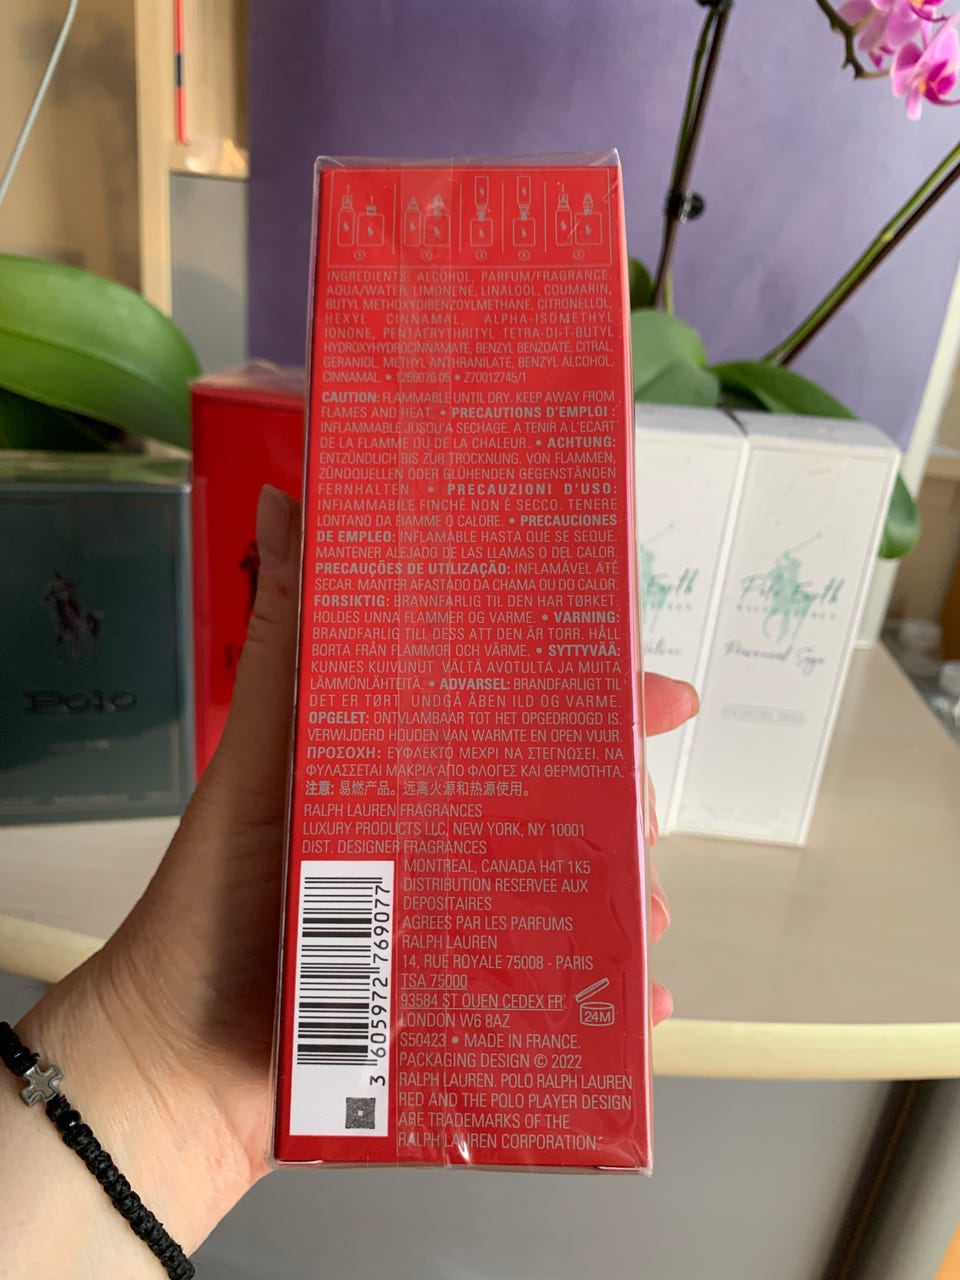 INGREDIENTS: ALCOHOL, PARFUM/FRAGRANCE,
AQUA/WATER, LIMONENE, LINALOOL, COUMARIN,
BUTYL METHOXYDIBENZOYLMETHANE, CITRONELLOL,
HEXYL CINNAMAL, ALPHA-ISOMETHYL
IONONE, PENTAERYTHRITYL TETRA-DI-T-BUTYL
HYDROXYHYDROCINNAMATE, BENZYL BENZOATE, CITRAL,
GERANIOL, METHYL ANTHRANILATE, BENZYL ALCOHOL,
CINNAMAL • 1266076 05 • Z70012745/1
CAUTION: FLAMMABLE UNTIL DRY. KEEP AWAY FROM
FLAMES AND HEAT. • PRECAUTIONS D'EMPLOI :
INFLAMMABLE JUSQU'A SECHAGE. A TENIR A L'ECART
DE LA FLAMME OU DE LA CHALEUR. • ACHTUNG:
ENTZÜNDLICH BIS ZUR TROCKNUNG. VON FLAMMEN,
ZÜNDQUELLEN ODER GLÜHENDEN GEGENSTÄNDEN
FERNHALTEN. • PRECAUZIONI D'USO:
INFIAMMABILE FINCHÉ NON È SECCO. TENERE
LONTANO DA FIAMME O CALORE. • PRECAUCIONES
DE EMPLEO: INFLAMABLE HASTA QUE SE SEQUE.
MANTENER ALEJADO DE LAS LLAMAS O DEL CALOR.
PRECAUÇÕES DE UTILIZAÇÃO: INFLAMÁVEL ATÉ
SECAR. MANTER AFASTADO DA CHAMA OU DO CALOR.
FORSIKTIG: BRANNFARLIG TIL DEN HAR TØRKET.
HOLDES UNNA FLAMMER OG VARME. • VARNING:
BRANDFARLIG TILL DESS ATT DEN ÄR TORR. HÅLL
BORTA FRÅN FLAMMOR OCH VÄRME. • SYTTYVÄÄ:
KUNNES KUIVUNUT. VÄLTÄ AVOTULTA JA MUITA
LÄMMÖNLÄHTEITÄ. • ADVARSEL: BRANDFARLIGT TIL
DET ER TØRT. UNDGÅ ÅBEN ILD OG VARME.
OPGELET: ONTVLAMBAAR TOT HET OPGEDROOGD IS.
VERWIJDERD HOUDEN VAN WARMTE EN OPEN VUUR.
ΠΡΟΣΟΧΗ: ΕΥΦΛΕΚΤΟ ΜΕΧΡΙ ΝΑ ΣΤΕΓΝΩΣΕΙ. ΝΑ
ΦΥΛΑΣΣΕΤΑΙ ΜΑΚΡΙΑ ΑΠΟ ΦΛΟΓΕΣ ΚΑΙ ΘΕΡΜΟΤΗΤΑ.
注意: 易燃产品。远离火源和热源使用。
RALPH LAUREN FRAGRANCES
LUXURY PRODUCTS LLC, NEW YORK, NY 10001
DIST. DESIGNER FRAGRANCES
MONTREAL, CANADA H4T 1K5
DISTRIBUTION RESERVEE AUX
DEPOSITAIRES
AGREES PAR LES PARFUMS
RALPH LAUREN
14, RUE ROYALE 75008 - PARIS
TSA 75000
93584 ST OUEN CEDEX FR
LONDON W6 8AZ
S50423 • MADE IN FRANCE.
PACKAGING DESIGN © 2022
RALPH LAUREN. POLO RALPH LAUREN
RED AND THE POLO PLAYER DESIGN
ARE TRADEMARKS OF THE
RALPH LAUREN CORPORATION.
24M
3 605972 769077
Polo
Earth
Polo Earth
RALPH LAUREN
Provencial Sage